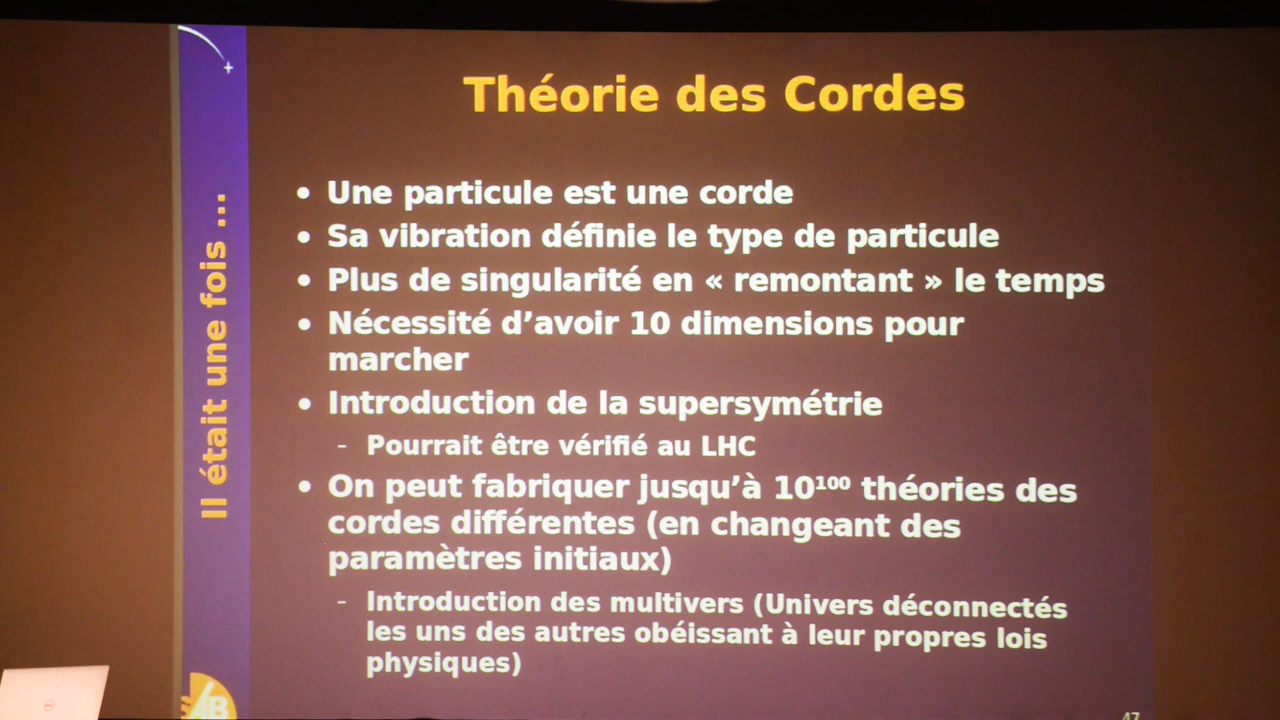 Théorie des Cordes
Il était une fois ...
• Une particule est une corde
• Sa vibration définie le type de particule
• Plus de singularité en « remontant » le temps
• Nécessité d’avoir 10 dimensions pour
marcher
• Introduction de la supersymétrie
- Pourrait être vérifié au LHC
• On peut fabriquer jusqu’à 10¹⁰⁰ théories des
cordes différentes (en changeant des
paramètres initiaux)
- Introduction des multivers (Univers déconnectés
les uns des autres obéissant à leur propres lois
physiques)
47